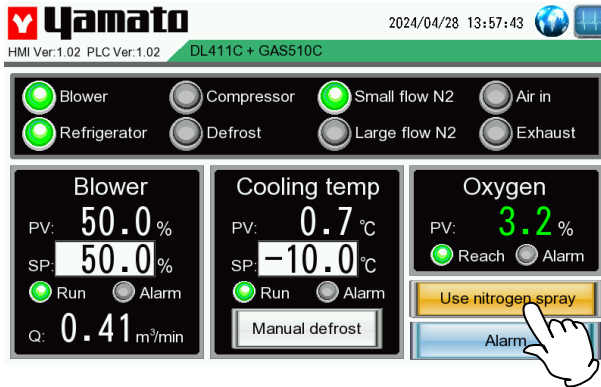 Yamato
2024/04/28 13:57:43
HMI Ver:1.02 PLC Ver:1.02 DL411C + GAS510C
Blower Compressor Small flow N2 Air in
Refrigerator Defrost Large flow N2 Exhaust
Blower
PV: 50.0 %
SP: 50.0 %
Run Alarm
Q: 0.41 m³/min
Cooling temp
PV: 0.7 ℃
SP: -10.0 ℃
Run Alarm
Manual defrost
Oxygen
PV: 3.2 %
Reach Alarm
Use nitrogen spray
Alarm